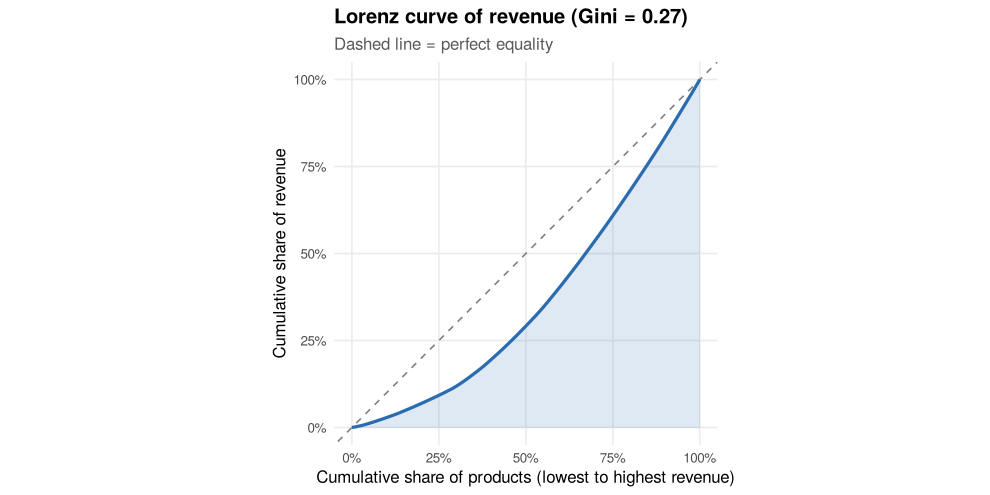 Lorenz curve of revenue (Gini = 0.27)
Dashed line = perfect equality
Cumulative share of revenue
100%
75%
50%
25%
0%
0% 25% 50% 75% 100%
Cumulative share of products (lowest to highest revenue)